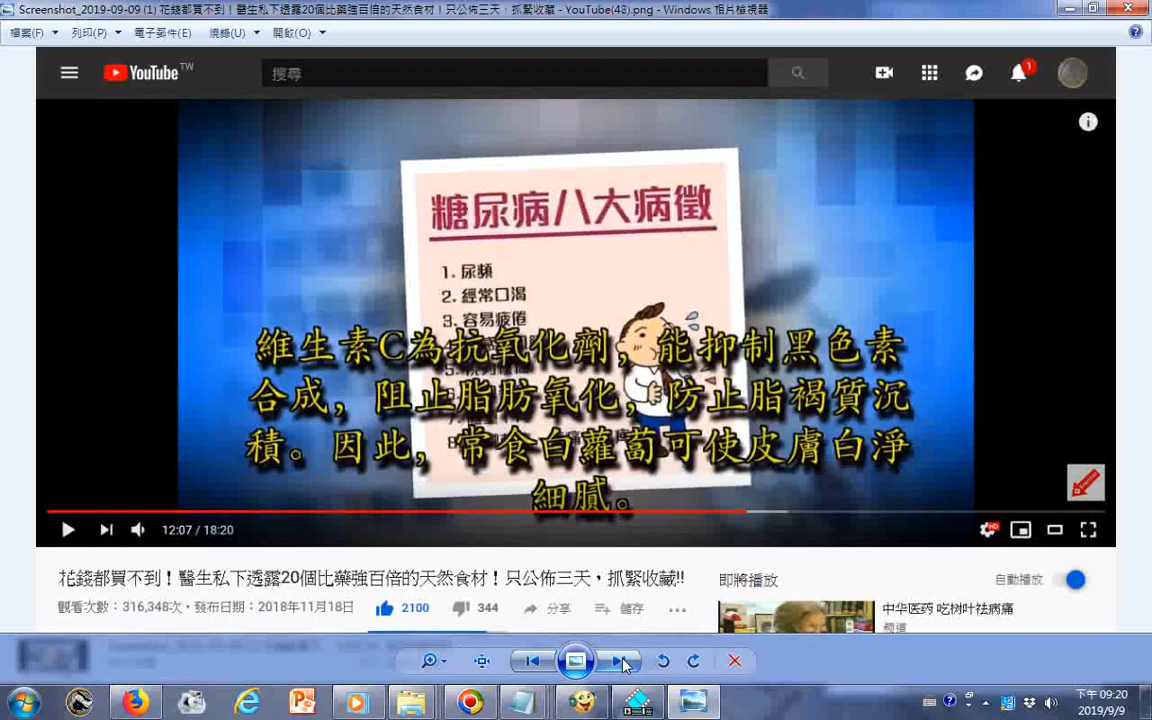 Screenshot_2019-09-09 (1) 花錢都買不到！醫生私下透露20個比藥強百倍的天然食材！只公佈三天，抓緊收藏 - YouTube(48).png - Windows 相片檢視器
檔案(F) 列印(P) 電子郵件(E) 燒錄(U) 開啟(O)
YouTube TW
搜尋
1
糖尿病八大病徵
1. 尿頻
2. 經常口渴
3. 容易疲倦
維生素C為抗氧化劑，能抑制黑色素
合成，阻止脂肪氧化，防止脂褐質沉
積。因此，常食白蘿蔔可使皮膚白淨
細膩。
12:07 / 18:20
HD
花錢都買不到！醫生私下透露20個比藥強百倍的天然食材！只公佈三天，抓緊收藏!!
即將播放
自動播放
觀看次數：316,348次・發布日期：2018年11月18日
2100
344
分享
儲存
中华医药 吃树叶祛病痛
频道
下午 09:20
2019/9/9